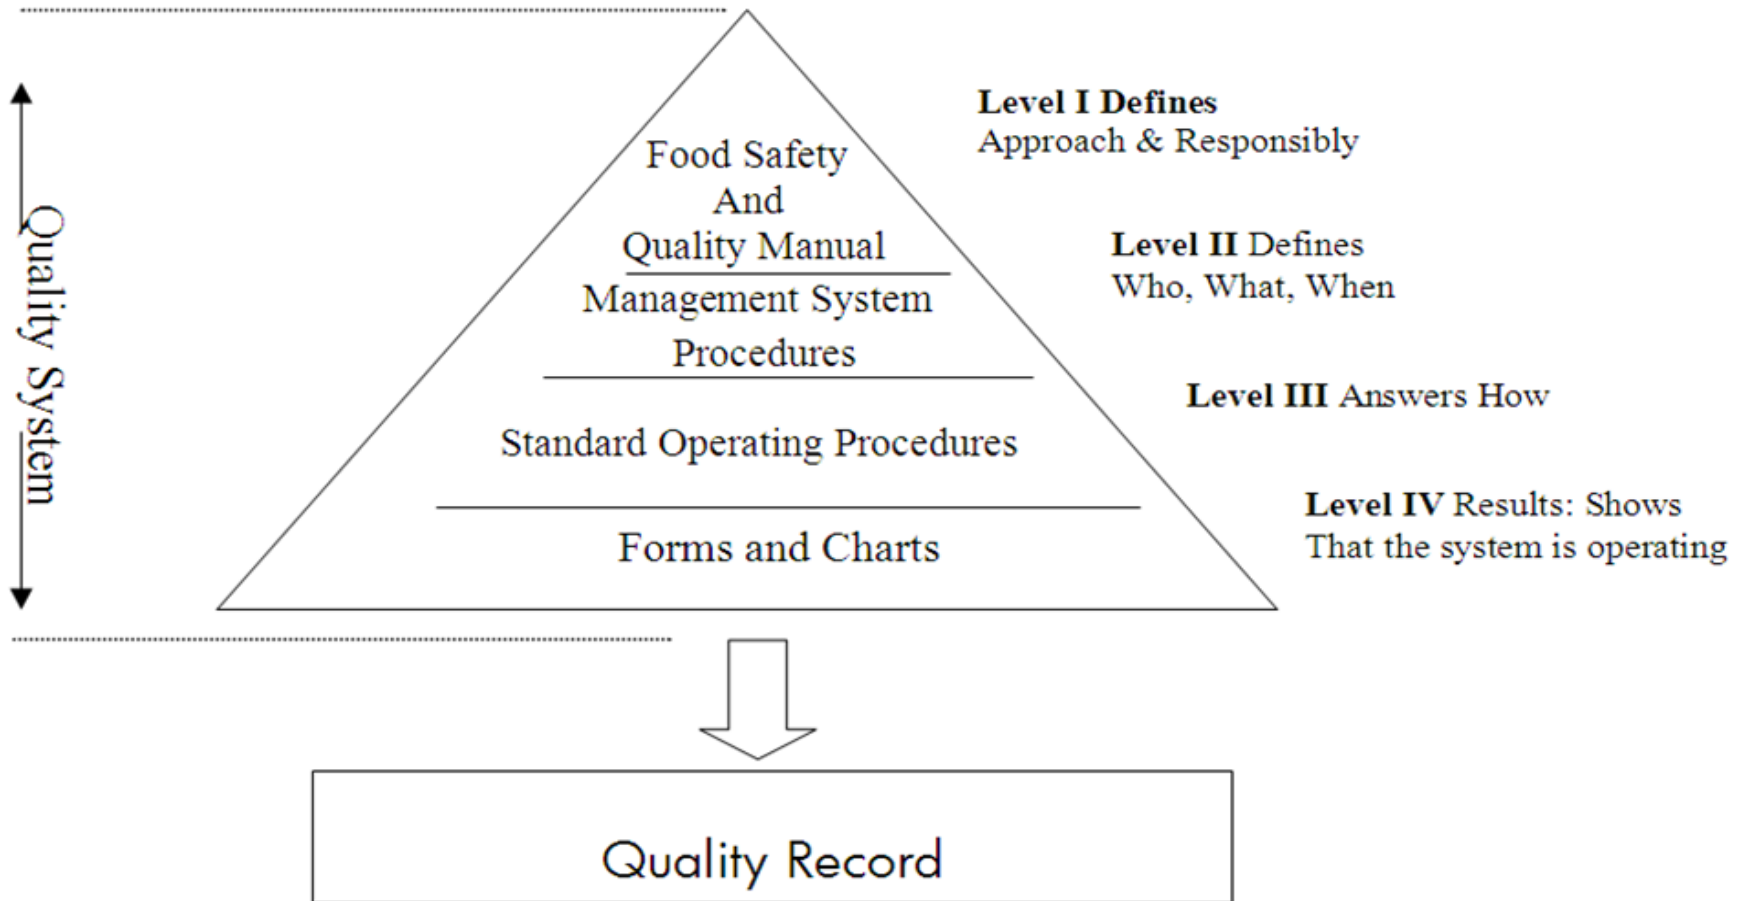 Quality System
Food Safety
And
Quality Manual
Management System
Procedures
Standard Operating Procedures
Forms and Charts
Level I Defines
Approach & Responsibly
Level II Defines
Who, What, When
Level III Answers How
Level IV Results: Shows
That the system is operating
Quality Record